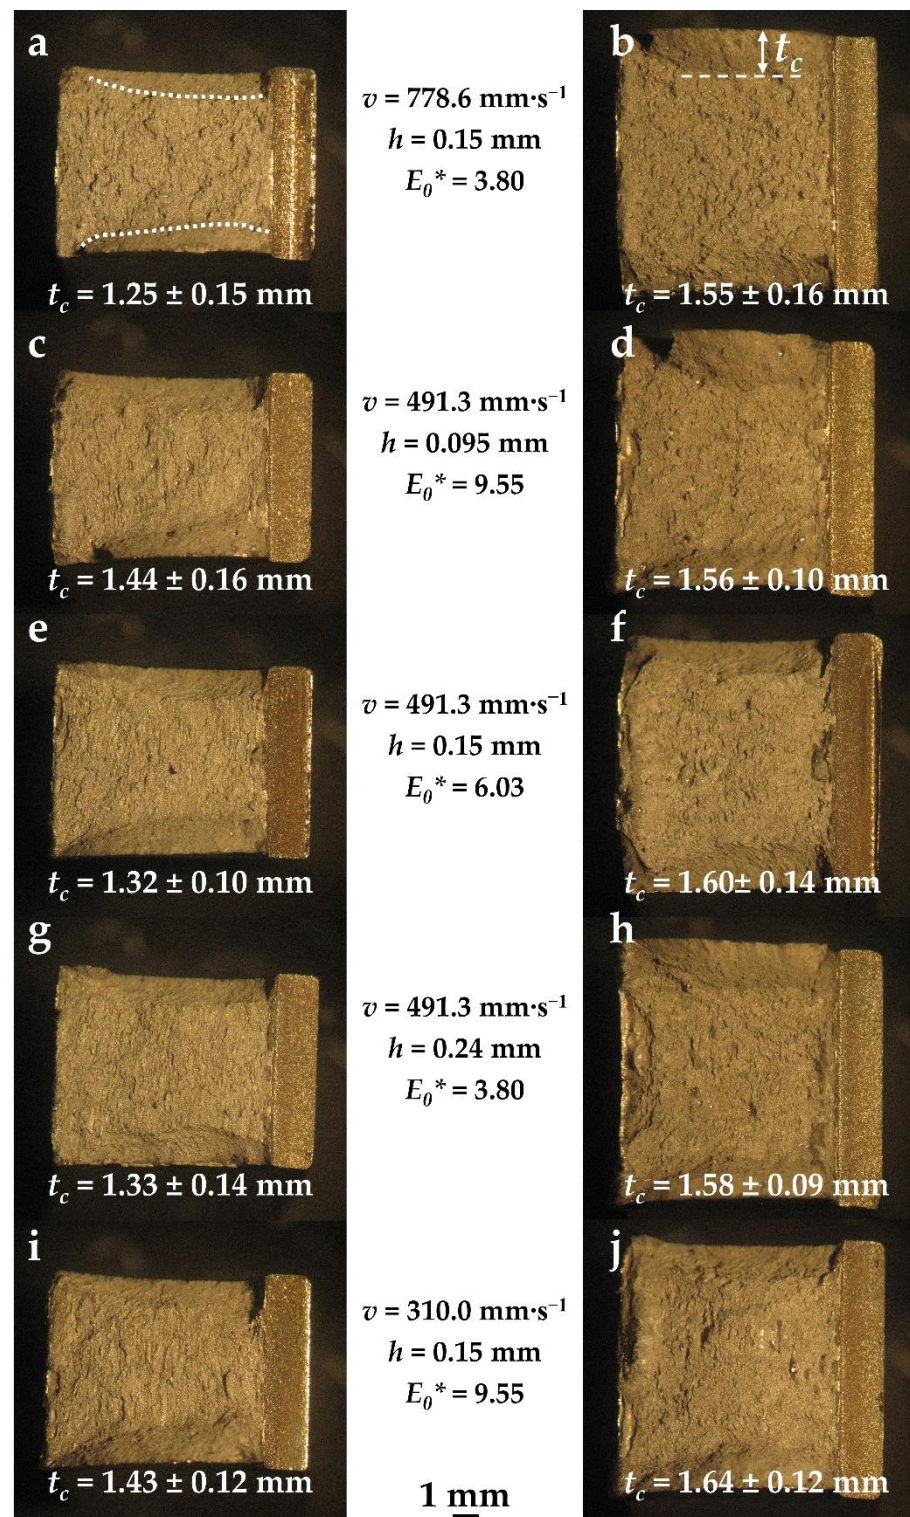 a
v = 778.6 mm·s⁻¹
h = 0.15 mm
E₀* = 3.80
t_c = 1.25 ± 0.15 mm
b
t_c
t_c = 1.55 ± 0.16 mm
c
v = 491.3 mm·s⁻¹
h = 0.095 mm
E₀* = 9.55
t_c = 1.44 ± 0.16 mm
d
t_c = 1.56 ± 0.10 mm
e
v = 491.3 mm·s⁻¹
h = 0.15 mm
E₀* = 6.03
t_c = 1.32 ± 0.10 mm
f
t_c = 1.60± 0.14 mm
g
v = 491.3 mm·s⁻¹
h = 0.24 mm
E₀* = 3.80
t_c = 1.33 ± 0.14 mm
h
t_c = 1.58 ± 0.09 mm
i
v = 310.0 mm·s⁻¹
h = 0.15 mm
E₀* = 9.55
t_c = 1.43 ± 0.12 mm
1 mm
j
t_c = 1.64 ± 0.12 mm